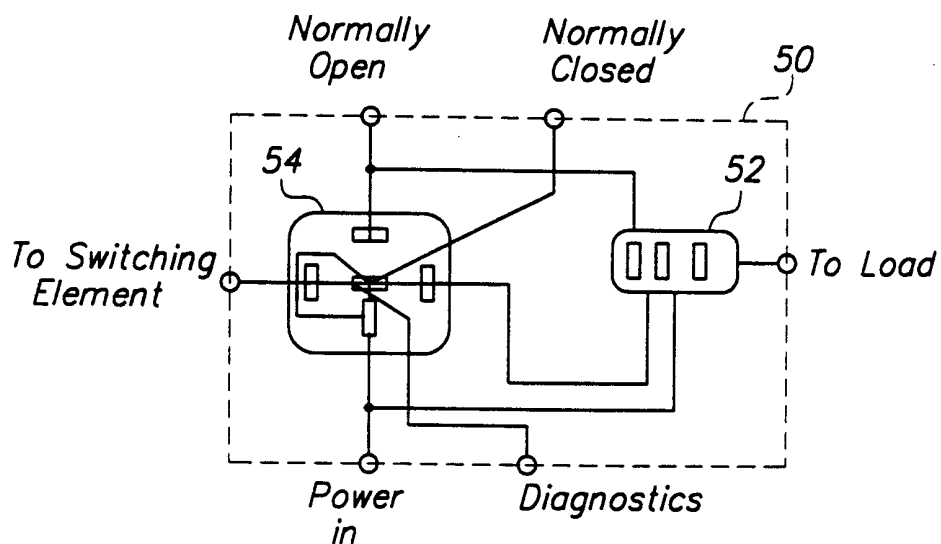 Normally
Open
Normally
Closed
50
54
52
To Switching
Element
To Load
Power
in
Diagnostics